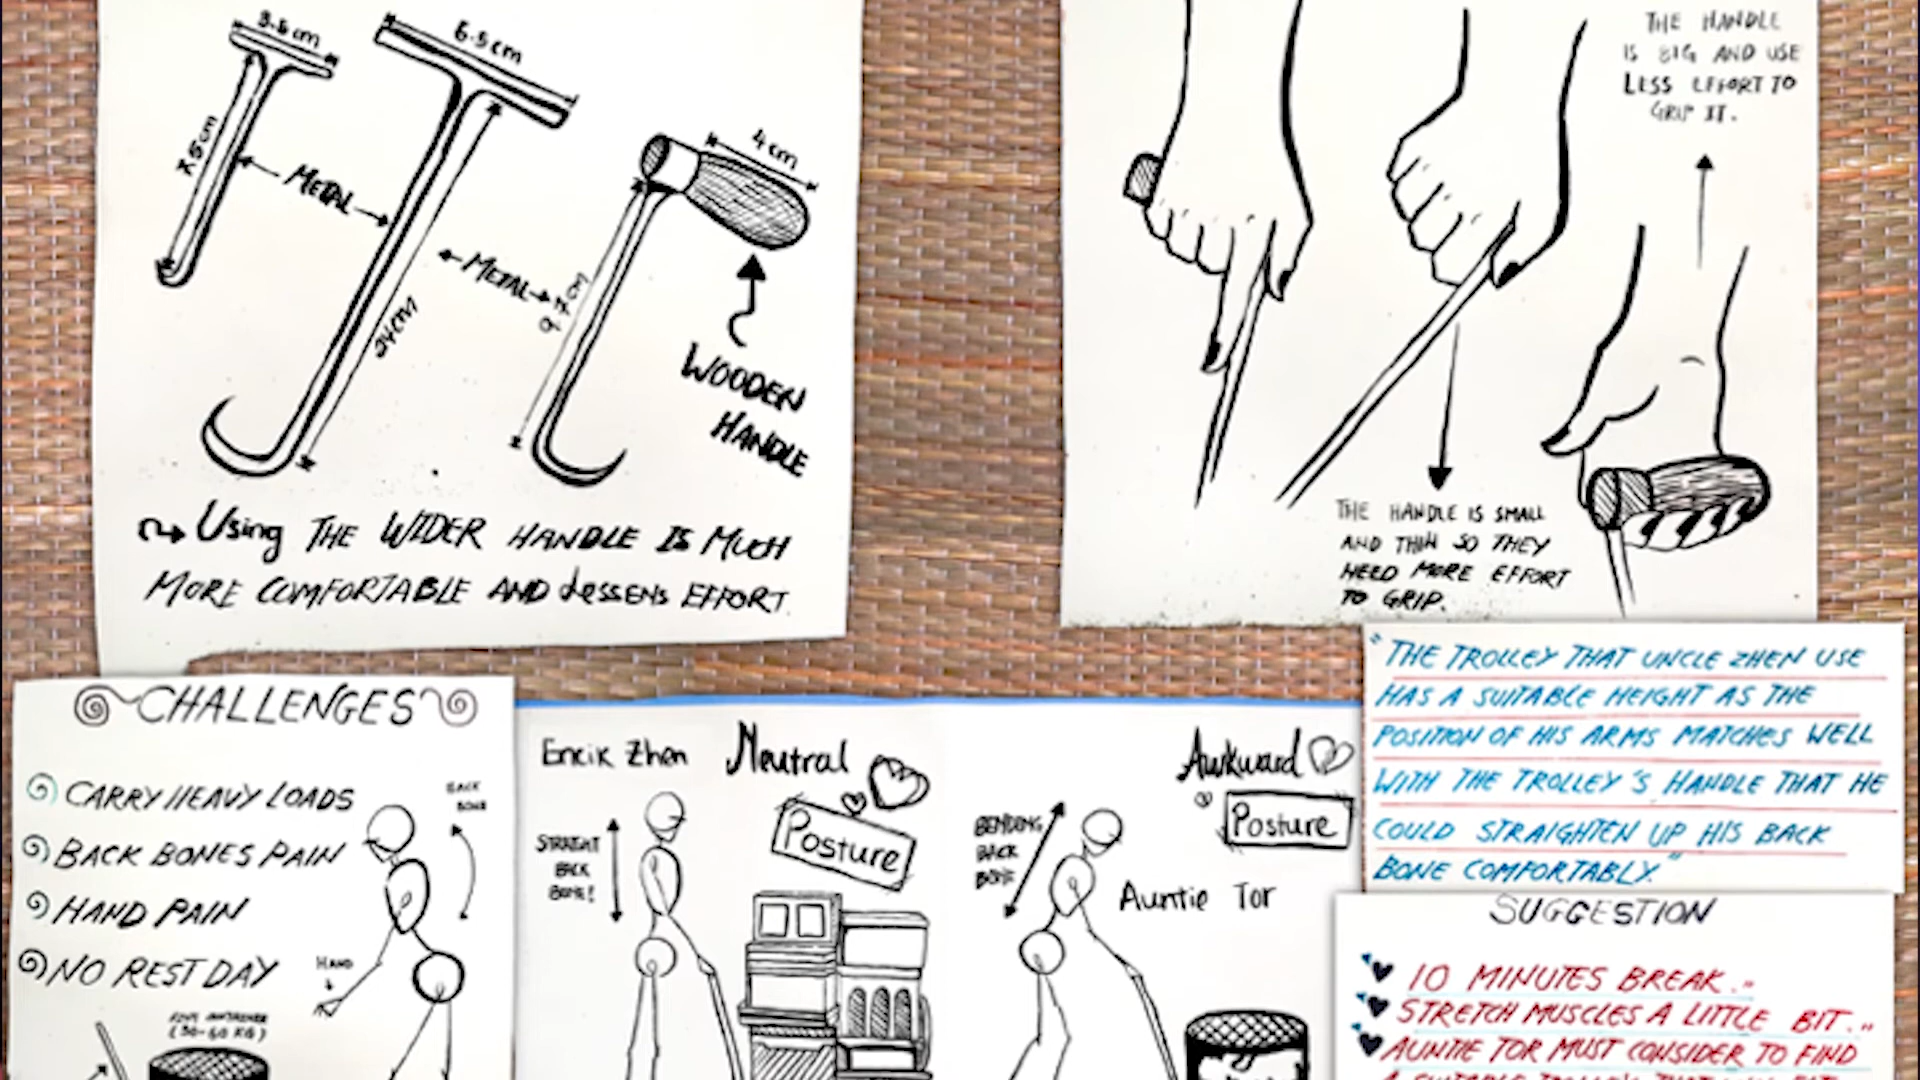 3.5cm
6.5cm
4cm
7.5cm
METAL
METAL
24CM
9.7CM
WOODEN
HANDLE
Using THE WIDER HANDLE IS MUCH
MORE COMFORTABLE AND dESSENS EFFORT.
THE HANDLE
IS BIG AND USE
LESS EFFORT TO
GRIP IT.
THE HANDLE IS SMALL
AND THIN SO THEY
NEED MORE EFFORT
TO GRIP.
"THE TROLLEY THAT UNCLE ZHEN USE
HAS A SUITABLE HEIGHT AS THE
POSITION OF HIS ARMS MATCHES WELL
WITH THE TROLLEY'S HANDLE THAT HE
COULD STRAIGHTEN UP HIS BACK
BONE COMFORTABLY."
CHALLENGES
CARRY HEAVY LOADS
BACK BONES PAIN
HAND PAIN
NO REST DAY
BACK
BONE
HAND
(50-60 KG)
Encik Zhen
Neutral
Posture
STRAIGHT
BACK
BONE!
Awkward
Posture
BENDING
BACK
BONE
Auntie Tor
SUGGESTION
10 MINUTES BREAK."
STRETCH MUSCLES A LITTLE BIT."
AUNTIE TOR MUST CONSIDER TO FIND